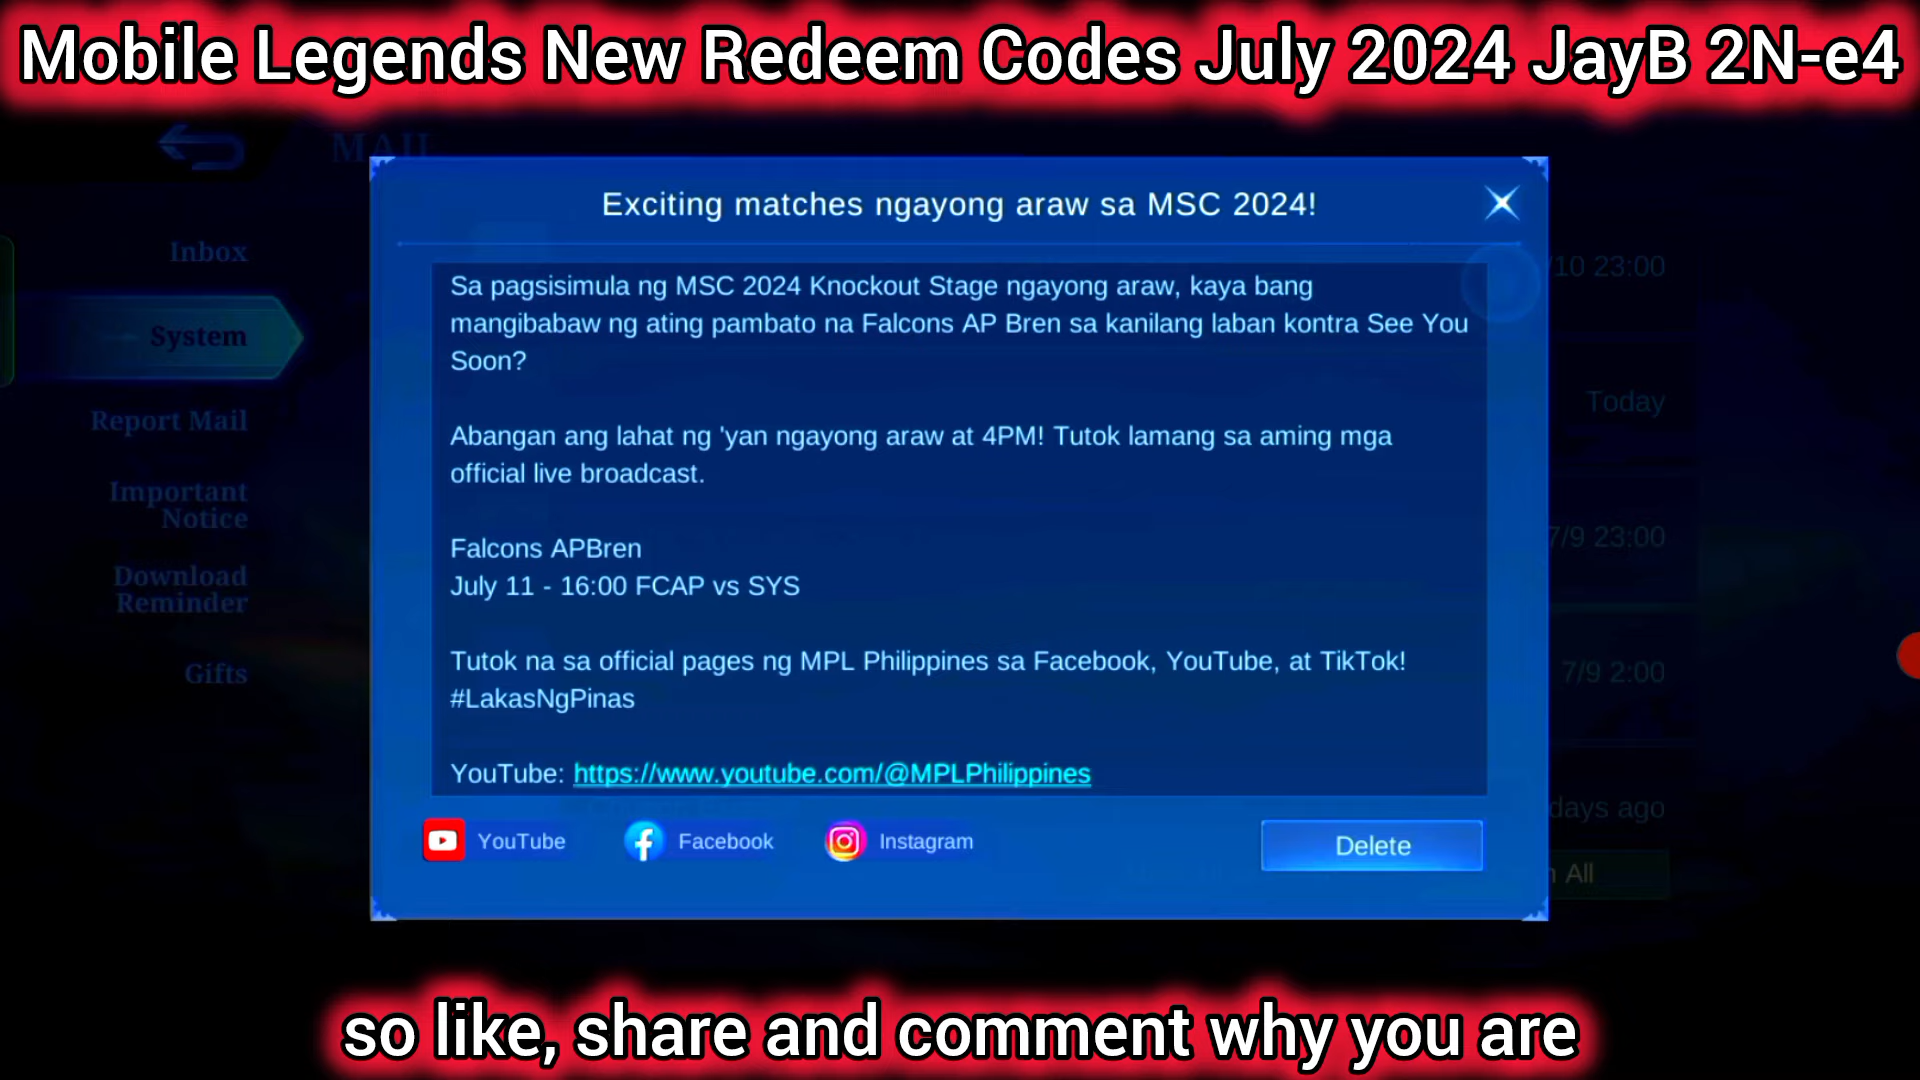 Mobile Legends New Redeem Codes July 2024 JayB 2N-e4
MAIL
Exciting matches ngayong araw sa MSC 2024!
Inbox
System
Report Mail
Important
Notice
Download
Reminder
Gifts
Sa pagsisimula ng MSC 2024 Knockout Stage ngayong araw, kaya bang
mangibabaw ng ating pambato na Falcons AP Bren sa kanilang laban kontra See You
Soon?
Abangan ang lahat ng 'yan ngayong araw at 4PM! Tutok lamang sa aming mga
official live broadcast.
Falcons APBren
July 11 - 16:00 FCAP vs SYS
Tutok na sa official pages ng MPL Philippines sa Facebook, YouTube, at TikTok!
#LakasNgPinas
YouTube: https://www.youtube.com/@MPLPhilippines
YouTube Facebook Instagram
Delete
/10 23:00
Today
7/9 23:00
7/9 2:00
days ago
All
so like, share and comment why you are